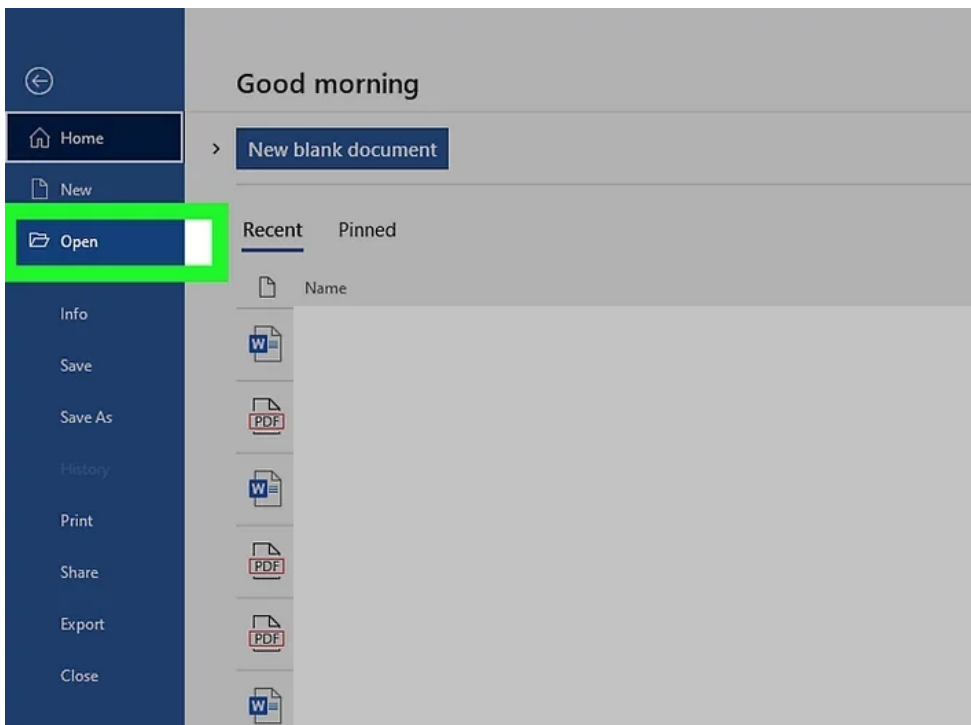 Good morning
Home
New blank document
New
Open
Recent Pinned
Name
Info
Save
Save As
History
Print
Share
Export
Close
W
PDF
W
PDF
PDF
W